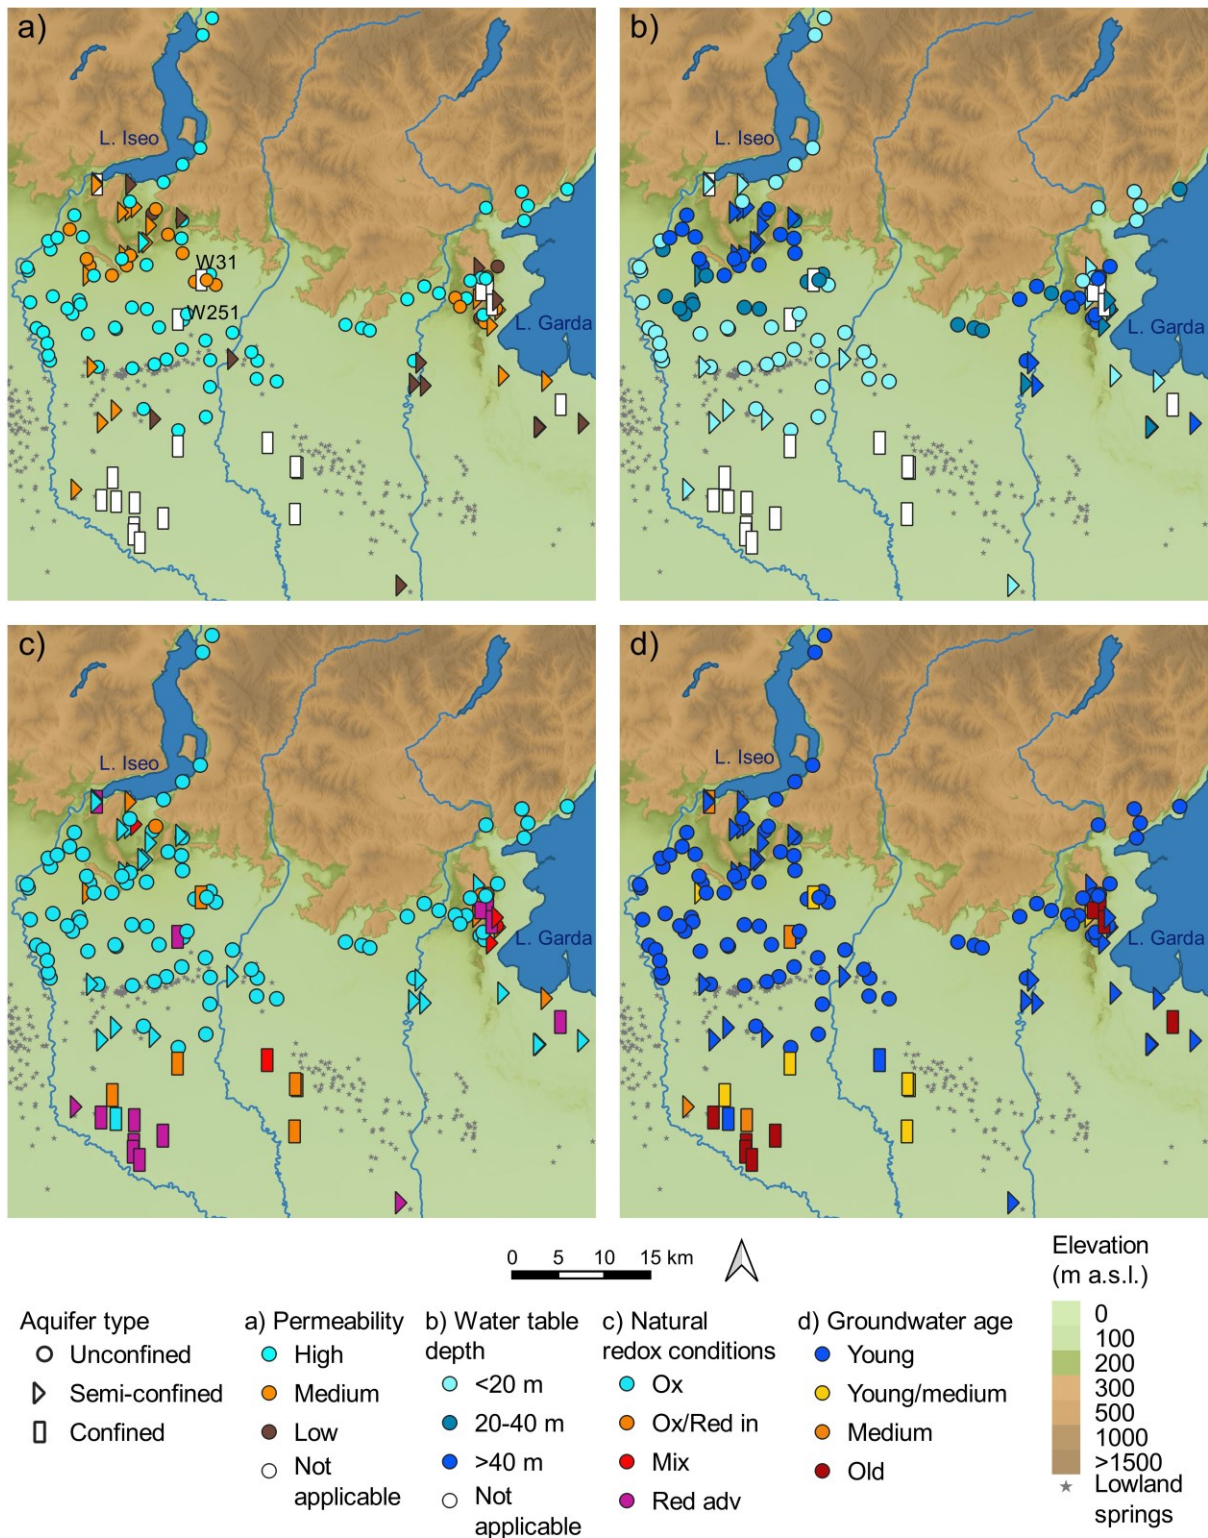 a)
L. Iseo
W31
W251
L. Garda
b)
c)
L. Iseo
L. Garda
d)
L. Iseo
L. Garda
0 5 10 15 km
Aquifer type
Unconfined
Semi-confined
Confined
a) Permeability
High
Medium
Low
Not
applicable
b) Water table
depth
<20 m
20-40 m
>40 m
Not
applicable
c) Natural
redox conditions
Ox
Ox/Red in
Mix
Red adv
d) Groundwater age
Young
Young/medium
Medium
Old
Elevation
(m a.s.l.)
0
100
200
300
500
1000
>1500
Lowland
springs
L. Iseo
L. Garda